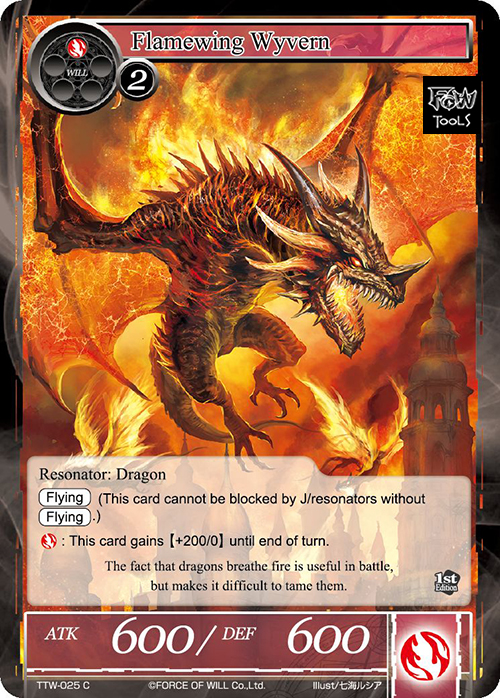 Flamewing Wyvern
WILL
2
FOW
TOOLS
Resonator: Dragon
Flying (This card cannot be blocked by J/resonators without
Flying.)
: This card gains 【+200/0】 until end of turn.
The fact that dragons breathe fire is useful in battle,
but makes it difficult to tame them.
1st
Edition
ATK 600 / DEF 600
TTW-025 C ©FORCE OF WILL Co.,Ltd. Illust/七海ルシア